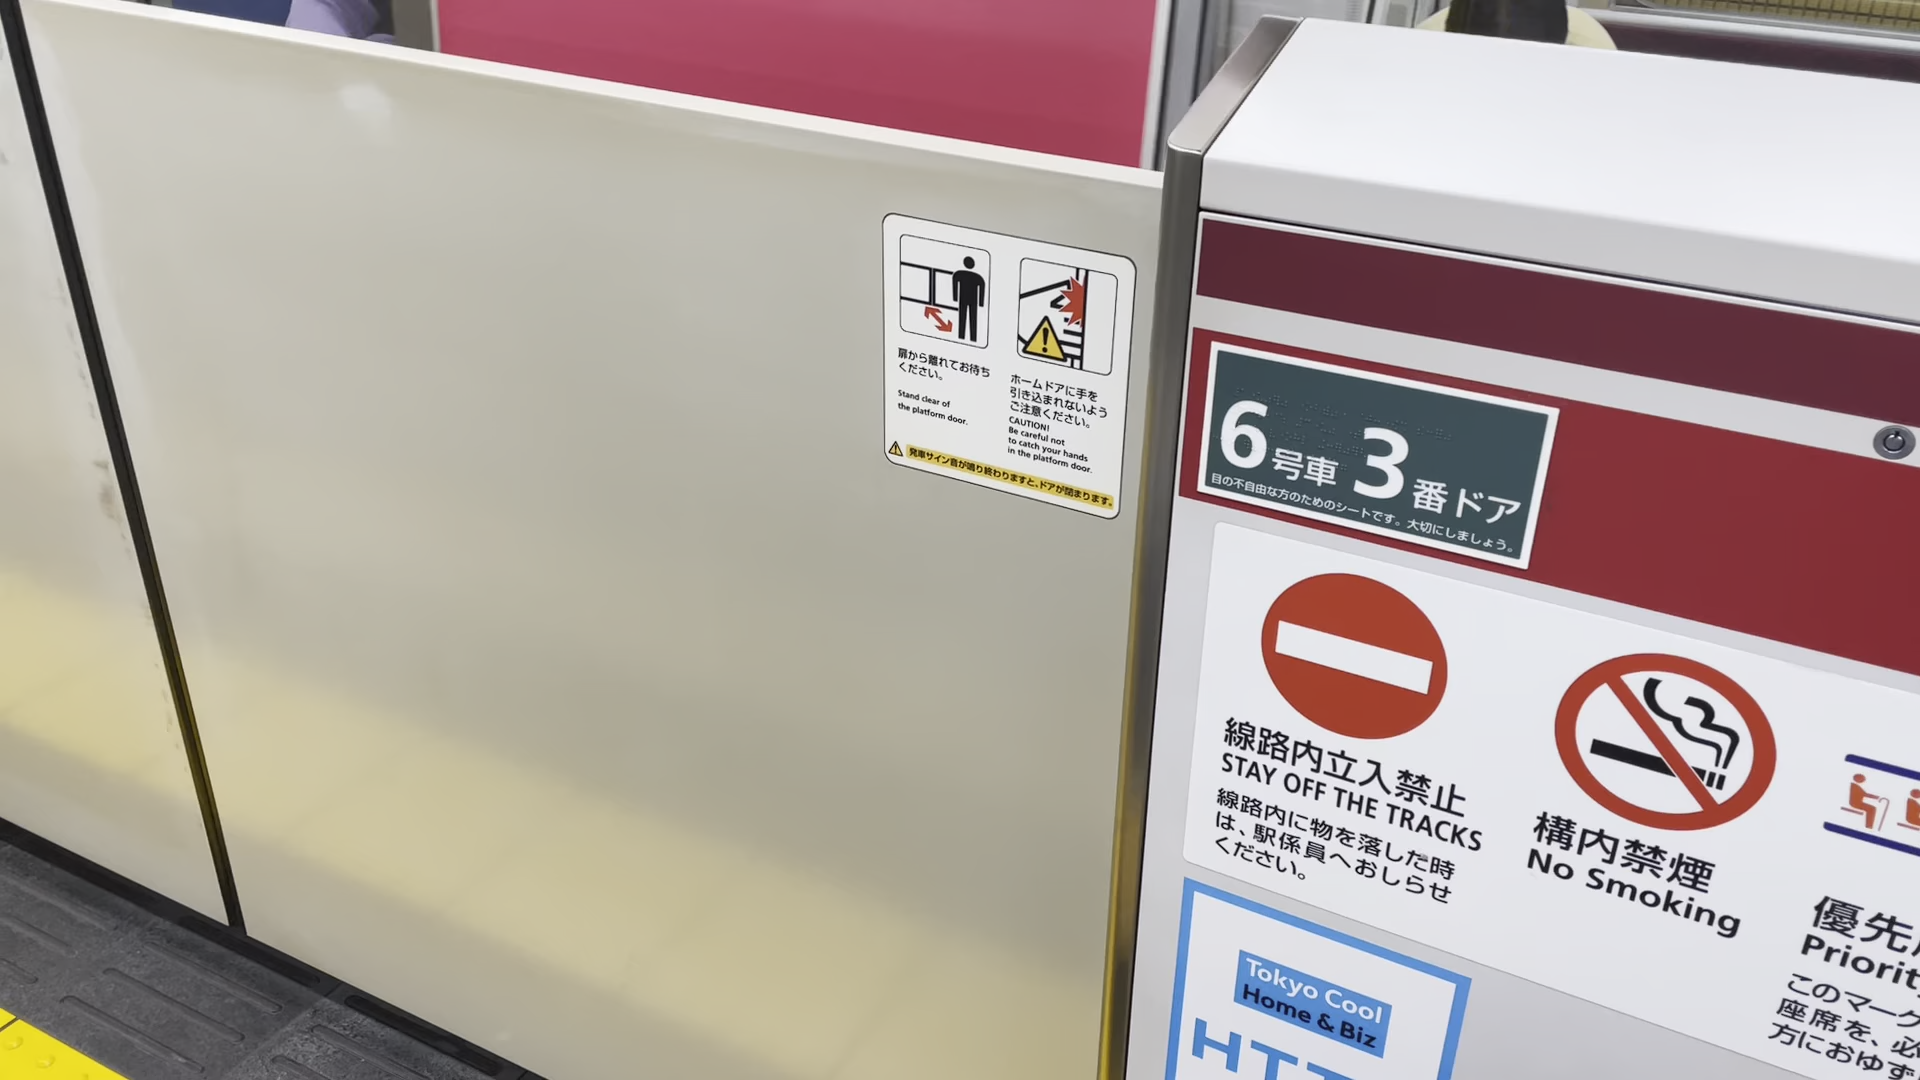 扉から離れてお待ち
ください。
Stand clear of
the platform door.
ホームドアに手を
引き込まれないよう
ご注意ください。
CAUTION!
Be careful not
to catch your hands
in the platform door.
発車サイン音が鳴り終わりますと、ドアが閉まります。
6号車 3番ドア
目の不自由な方のためのシートです。大切にしましょう。
線路内立入禁止
STAY OFF THE TRACKS
線路内に物を落した時
は、駅係員へおしらせ
ください。
構内禁煙
No Smoking
優先
Priority
このマーク
座席を、必
方におゆず
Tokyo Cool
Home & Biz
HTT